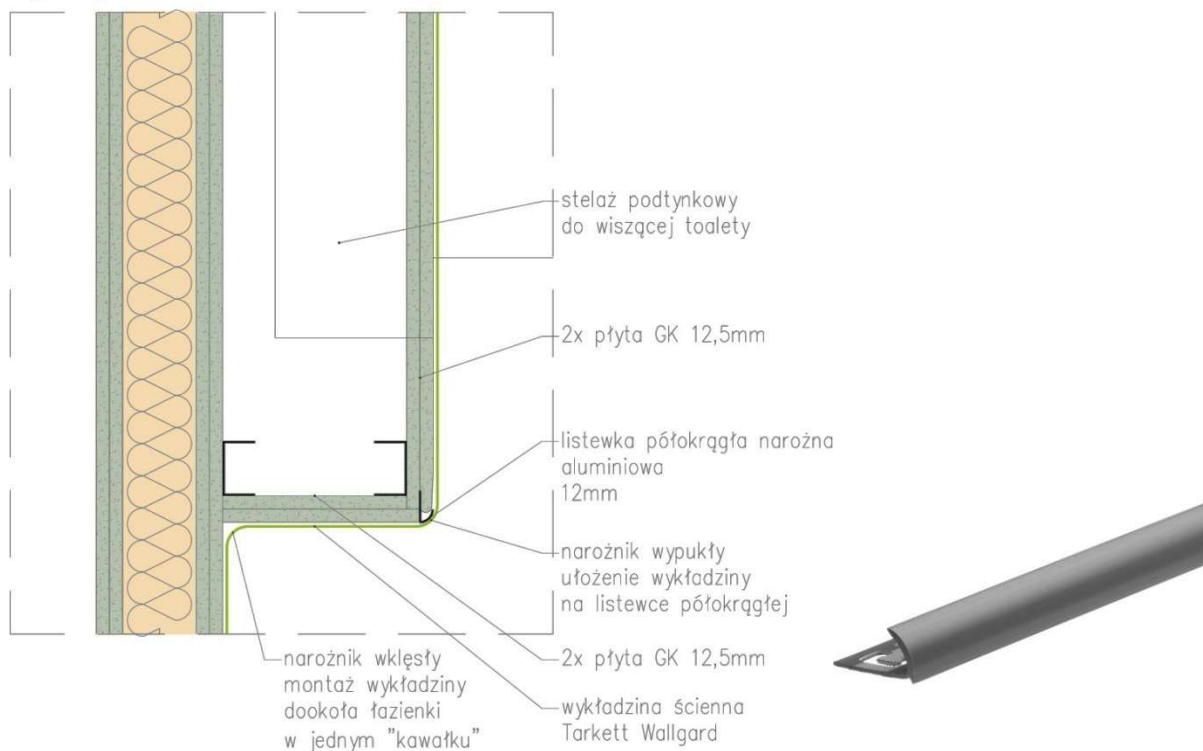 stelaż podtynkowy
do wiszącej toalety
2x płyta GK 12,5mm
listewka półokrągła narożna
aluminiowa
12mm
narożnik wypukły
ułożenie wykładziny
na listewce półokrągłej
2x płyta GK 12,5mm
wykładzina ścienna
Tarkett Wallgard
narożnik wklęsły
montaż wykładziny
dookoła łazienki
w jednym "kawałku"